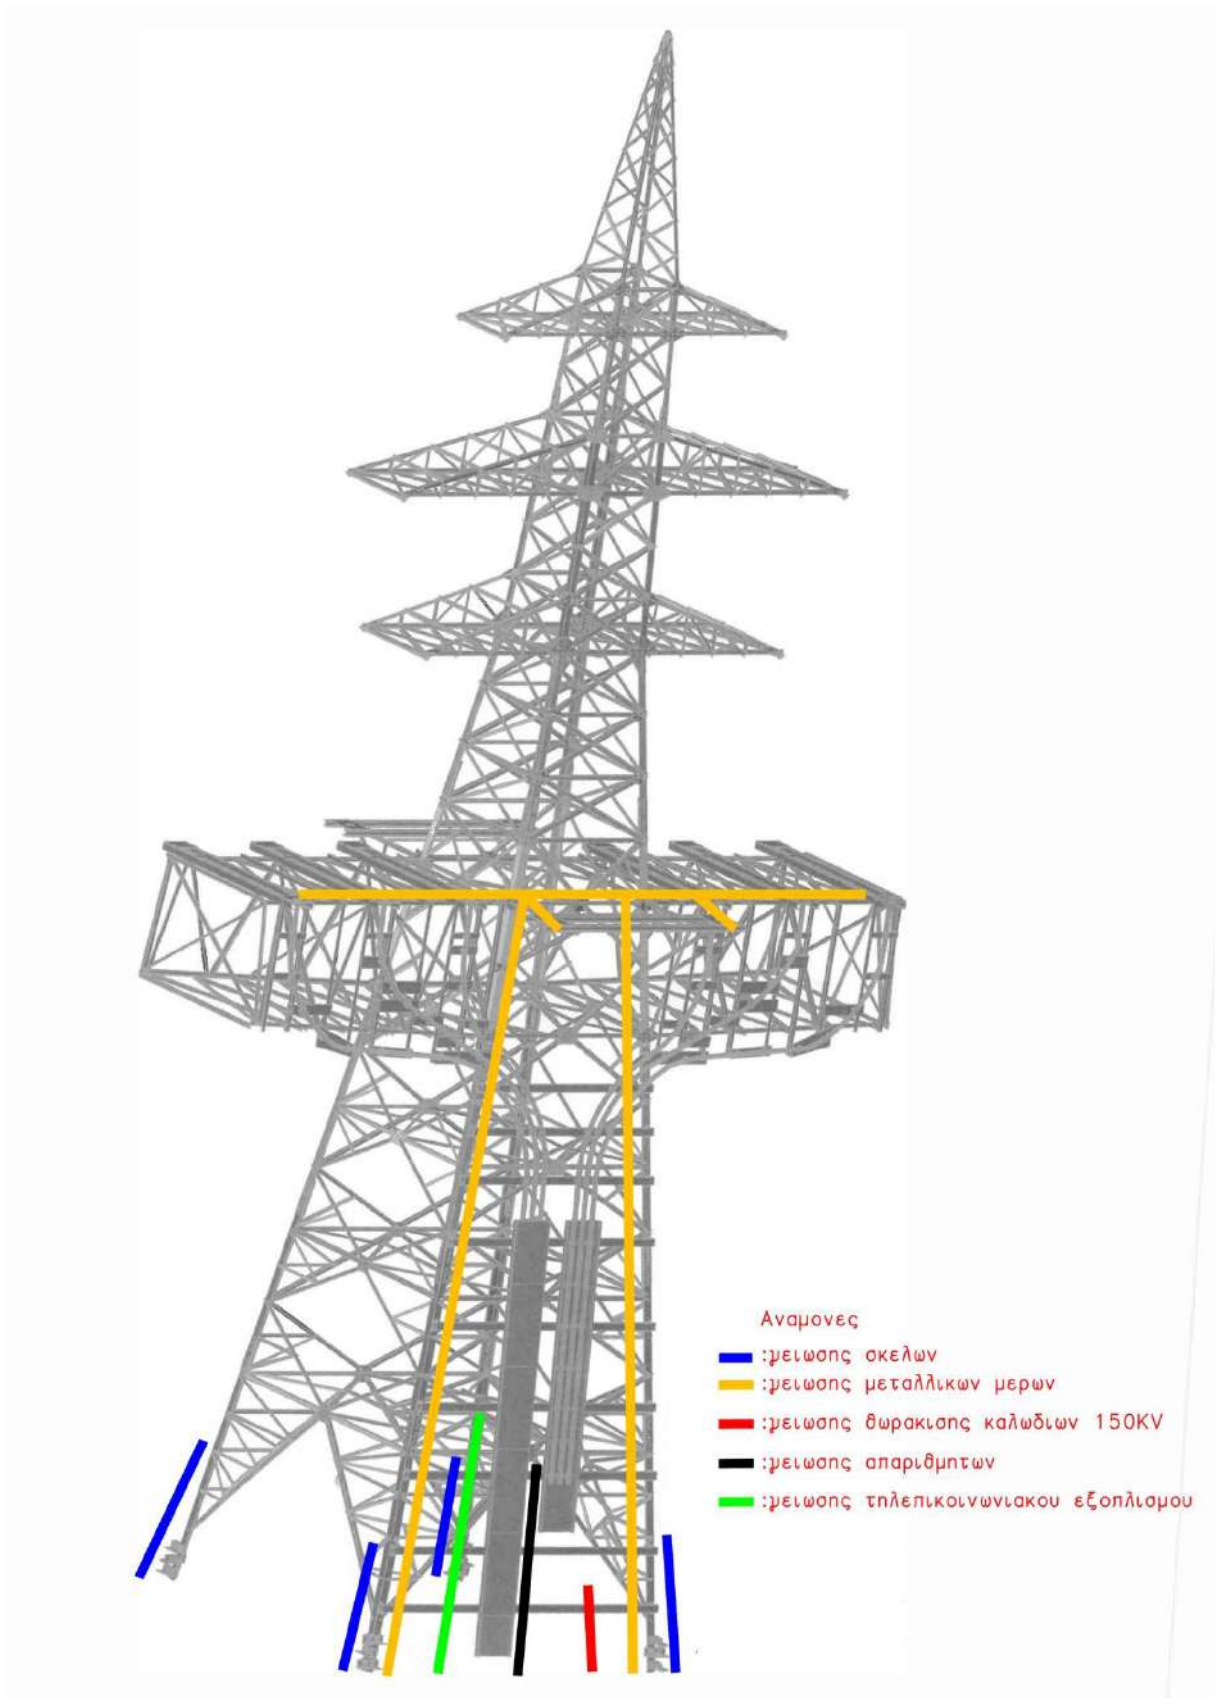 Αναμονες
:γειωσης σκελων
:γειωσης μεταλλικων μερων
:γειωσης θωρακισης καλωδιων 150KV
:γειωσης απαριθμητων
:γειωσης τηλεπικοινωνιακου εξοπλισμου